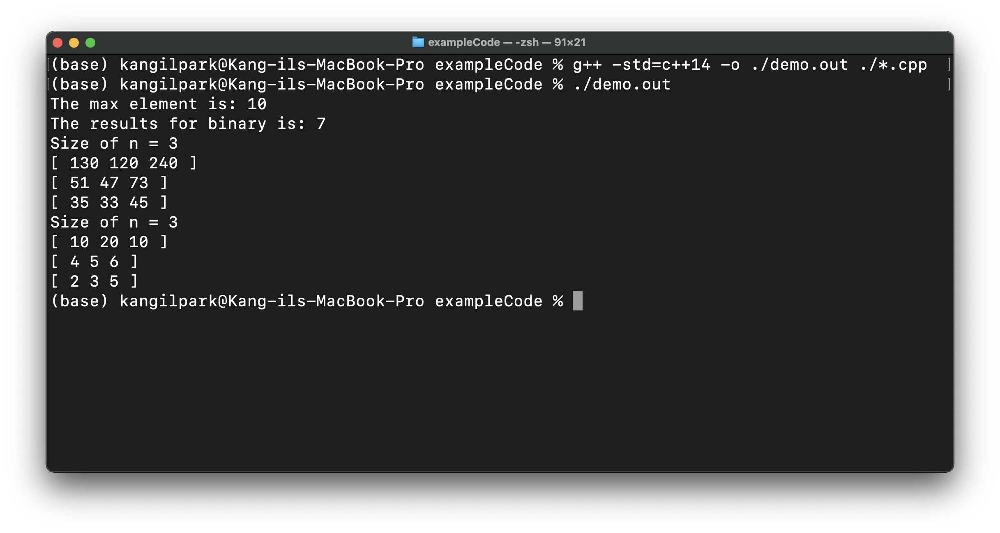 exampleCode — -zsh — 91×21
[(base) kangilpark@Kang-ils-MacBook-Pro exampleCode % g++ -std=c++14 -o ./demo.out ./*.cpp ]
[(base) kangilpark@Kang-ils-MacBook-Pro exampleCode % ./demo.out ]
The max element is: 10
The results for binary is: 7
Size of n = 3
[ 130 120 240 ]
[ 51 47 73 ]
[ 35 33 45 ]
Size of n = 3
[ 10 20 10 ]
[ 4 5 6 ]
[ 2 3 5 ]
(base) kangilpark@Kang-ils-MacBook-Pro exampleCode %